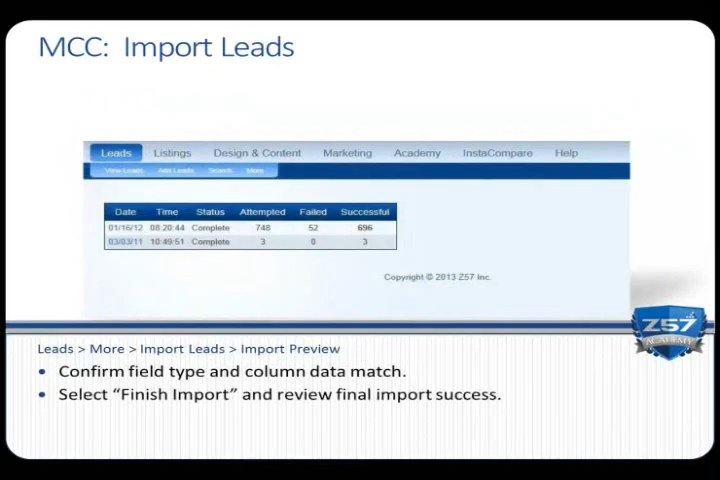 MCC: Import Leads
Leads Listings Design & Content Marketing Academy InstaCompare Help
View Leads Add Leads Search More
Date Time Status Attempted Failed Successful
01/16/12 08:20:44 Complete 748 52 696
03/03/11 10:49:51 Complete 3 0 3
Copyright © 2013 Z57 Inc.
Z57
ACADEMY
Leads > More > Import Leads > Import Preview
• Confirm field type and column data match.
• Select “Finish Import” and review final import success.